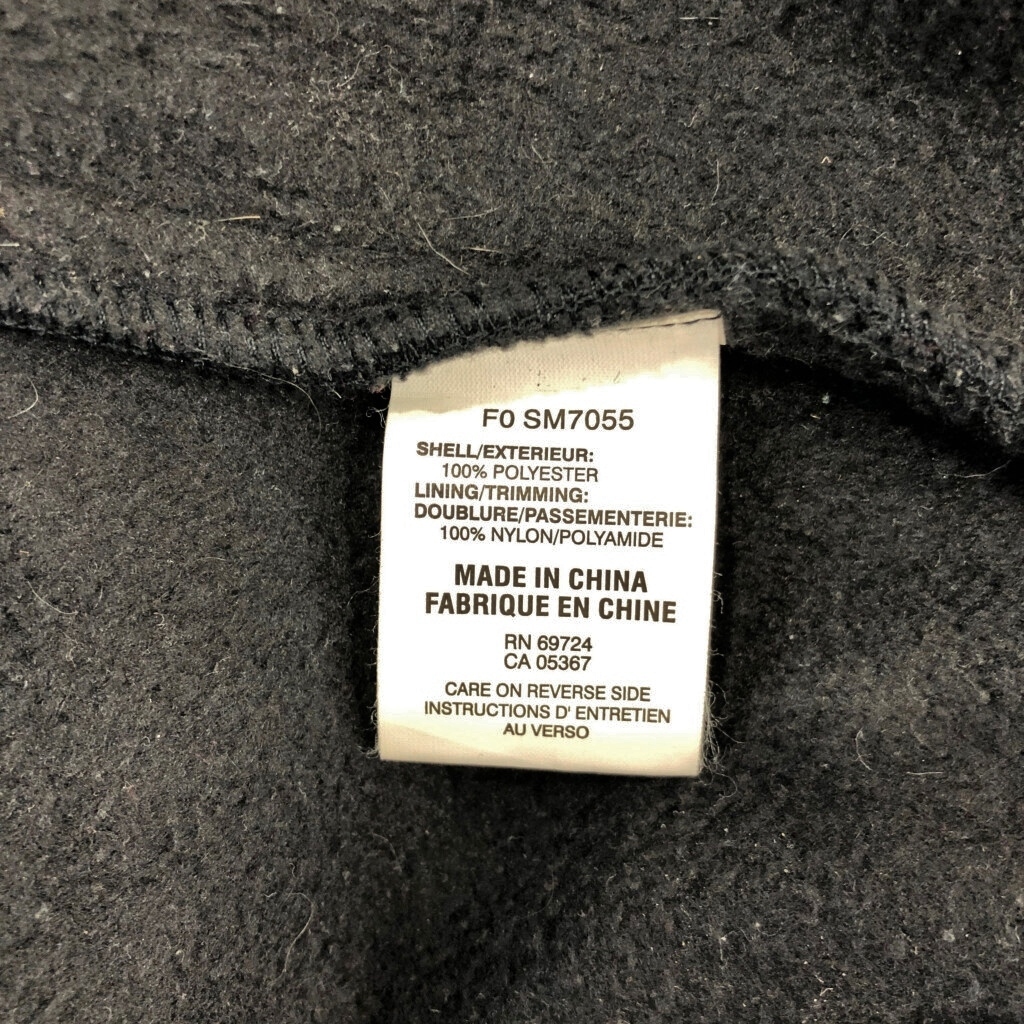 F0 SM7055
SHELL/EXTERIEUR:
100% POLYESTER
LINING/TRIMMING:
DOUBLURE/PASSEMENTERIE:
100% NYLON/POLYAMIDE
MADE IN CHINA
FABRIQUE EN CHINE
RN 69724
CA 05367
CARE ON REVERSE SIDE
INSTRUCTIONS D' ENTRETIEN
AU VERSO